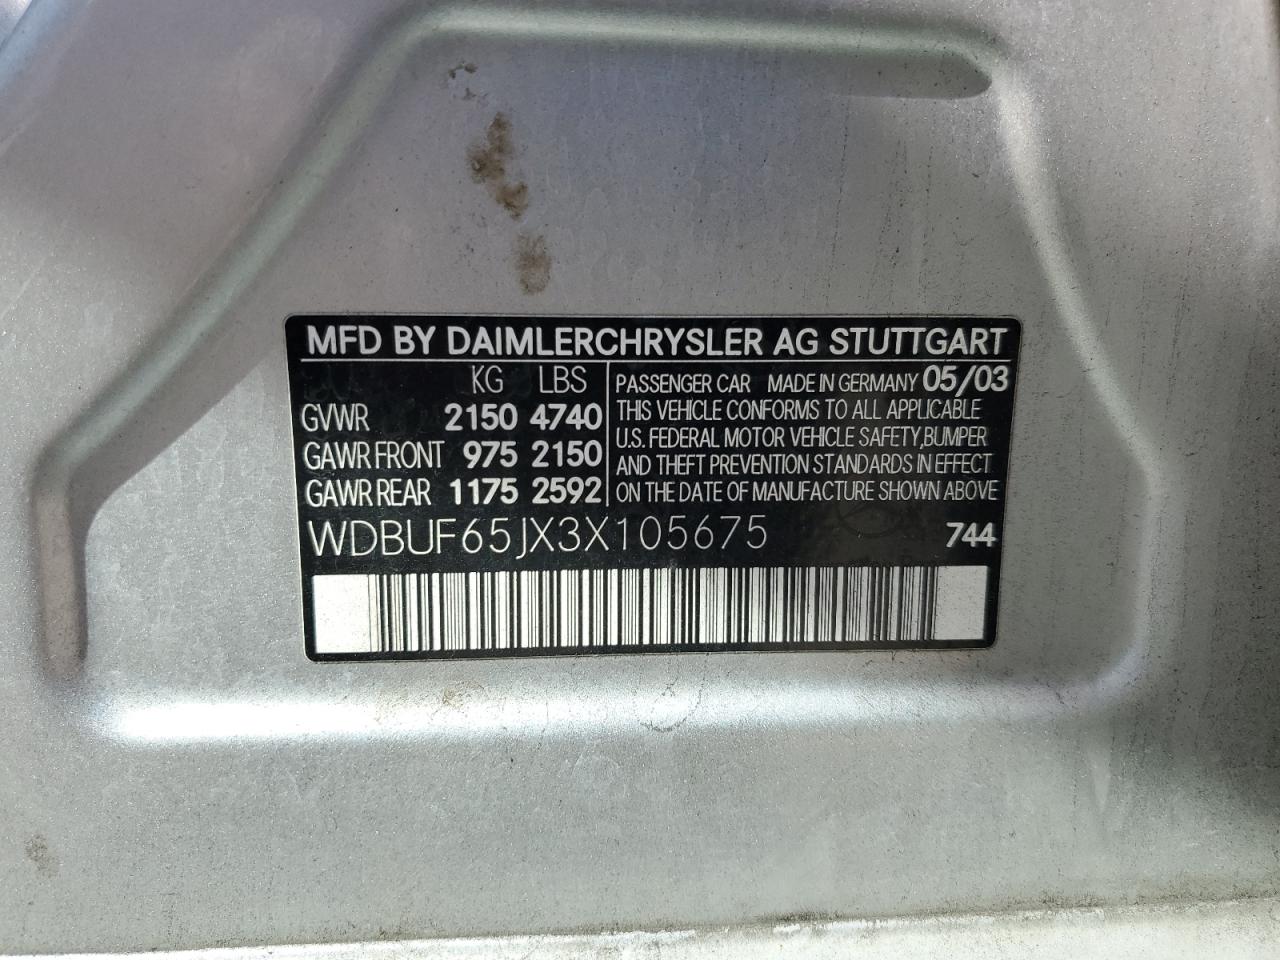 MFD BY DAIMLERCHRYSLER AG STUTTGART
KG LBS
GVWR 2150 4740
GAWR FRONT 975 2150
GAWR REAR 1175 2592
PASSENGER CAR MADE IN GERMANY 05/03
THIS VEHICLE CONFORMS TO ALL APPLICABLE
U.S. FEDERAL MOTOR VEHICLE SAFETY,BUMPER
AND THEFT PREVENTION STANDARDS IN EFFECT
ON THE DATE OF MANUFACTURE SHOWN ABOVE
WDBUF65JX3X105675 744